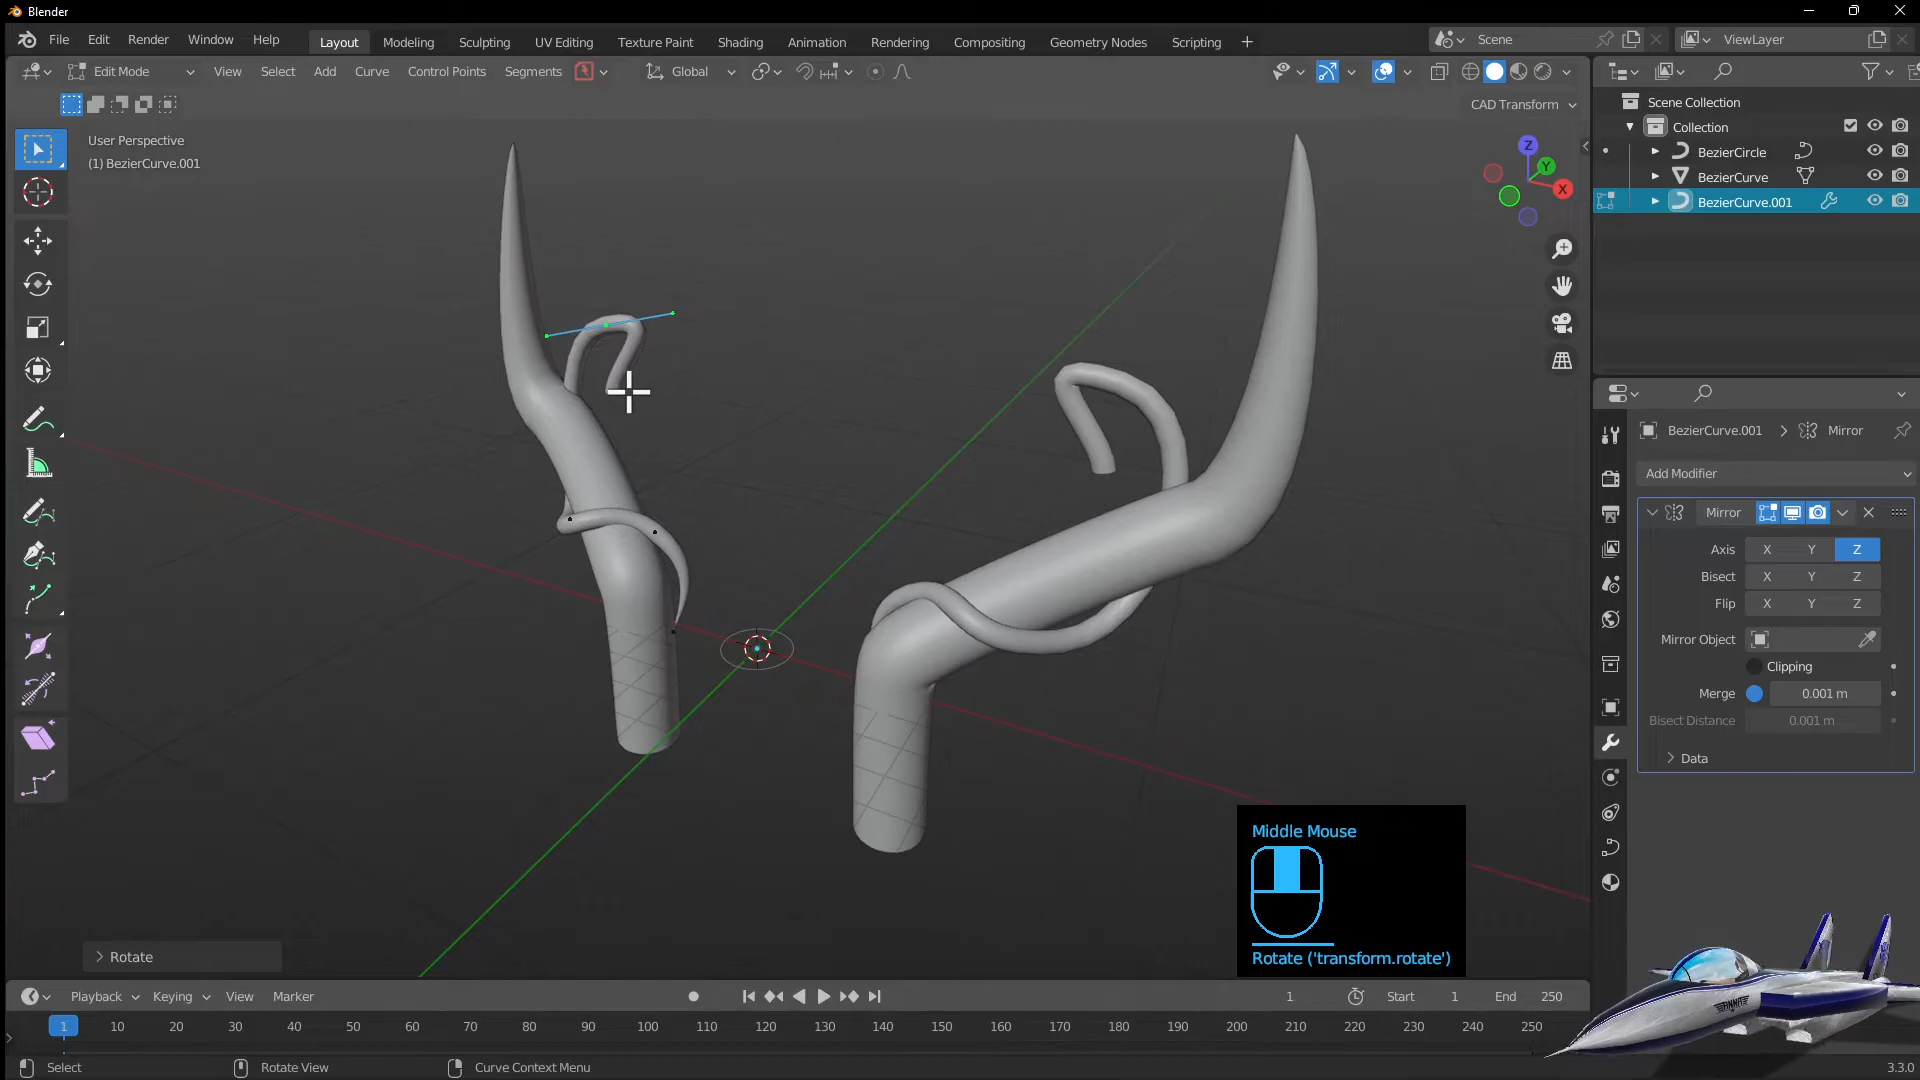 Blender
File Edit Render Window Help
Layout Modeling Sculpting UV Editing Texture Paint Shading Animation Rendering Compositing Geometry Nodes Scripting +
Scene
ViewLayer
Edit Mode View Select Add Curve Control Points Segments Global
CAD Transform
User Perspective
(1) BezierCurve.001
Z
Y
X
Scene Collection
Collection
BezierCircle
BezierCurve
BezierCurve.001
BezierCurve.001 > Mirror
Add Modifier
Mirror
Axis X Y Z
Bisect X Y Z
Flip X Y Z
Mirror Object
Clipping
Merge 0.001 m
Bisect Distance 0.001 m
Data
Middle Mouse
Rotate ('transform.rotate')
Rotate
Playback Keying View Marker
1 Start 1 End 250
1 10 20 30 40 50 60 70 80 90 100 110 120 130 140 150 160 170 180 190 200 210 220 230 240 250
Select Rotate View Curve Context Menu
3.3.0